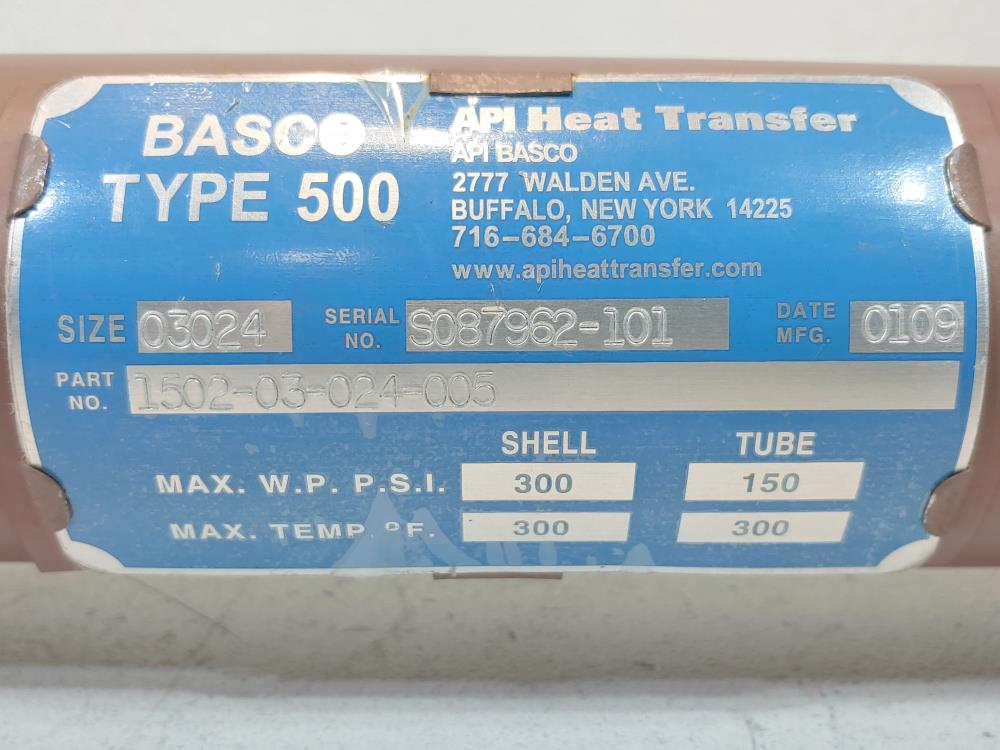 BASCO
TYPE 500
API Heat Transfer
API BASCO
2777 WALDEN AVE.
BUFFALO, NEW YORK 14225
716-684-6700
www.apiheattransfer.com
SIZE 03024 SERIAL NO. S087962-101 DATE MFG. 0109
PART NO. 1502-03-024-005
SHELL TUBE
MAX. W.P. P.S.I. 300 150
MAX. TEMP. ºF. 300 300